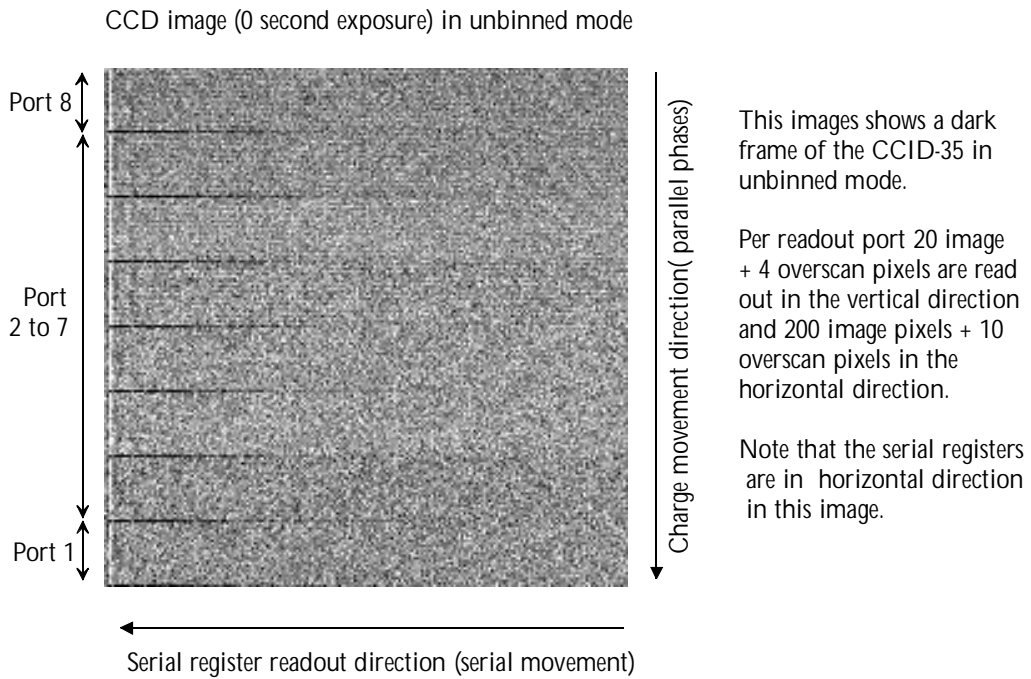 CCD image (0 second exposure) in unbinned mode
Port 8
Port
2 to 7
Port 1
Charge movement direction( parallel phases)
Serial register readout direction (serial movement)
This images shows a dark
frame of the CCID-35 in
unbinned mode.
Per readout port 20 image
+ 4 overscan pixels are read
out in the vertical direction
and 200 image pixels + 10
overscan pixels in the
horizontal direction.
Note that the serial registers
are in horizontal direction
in this image.